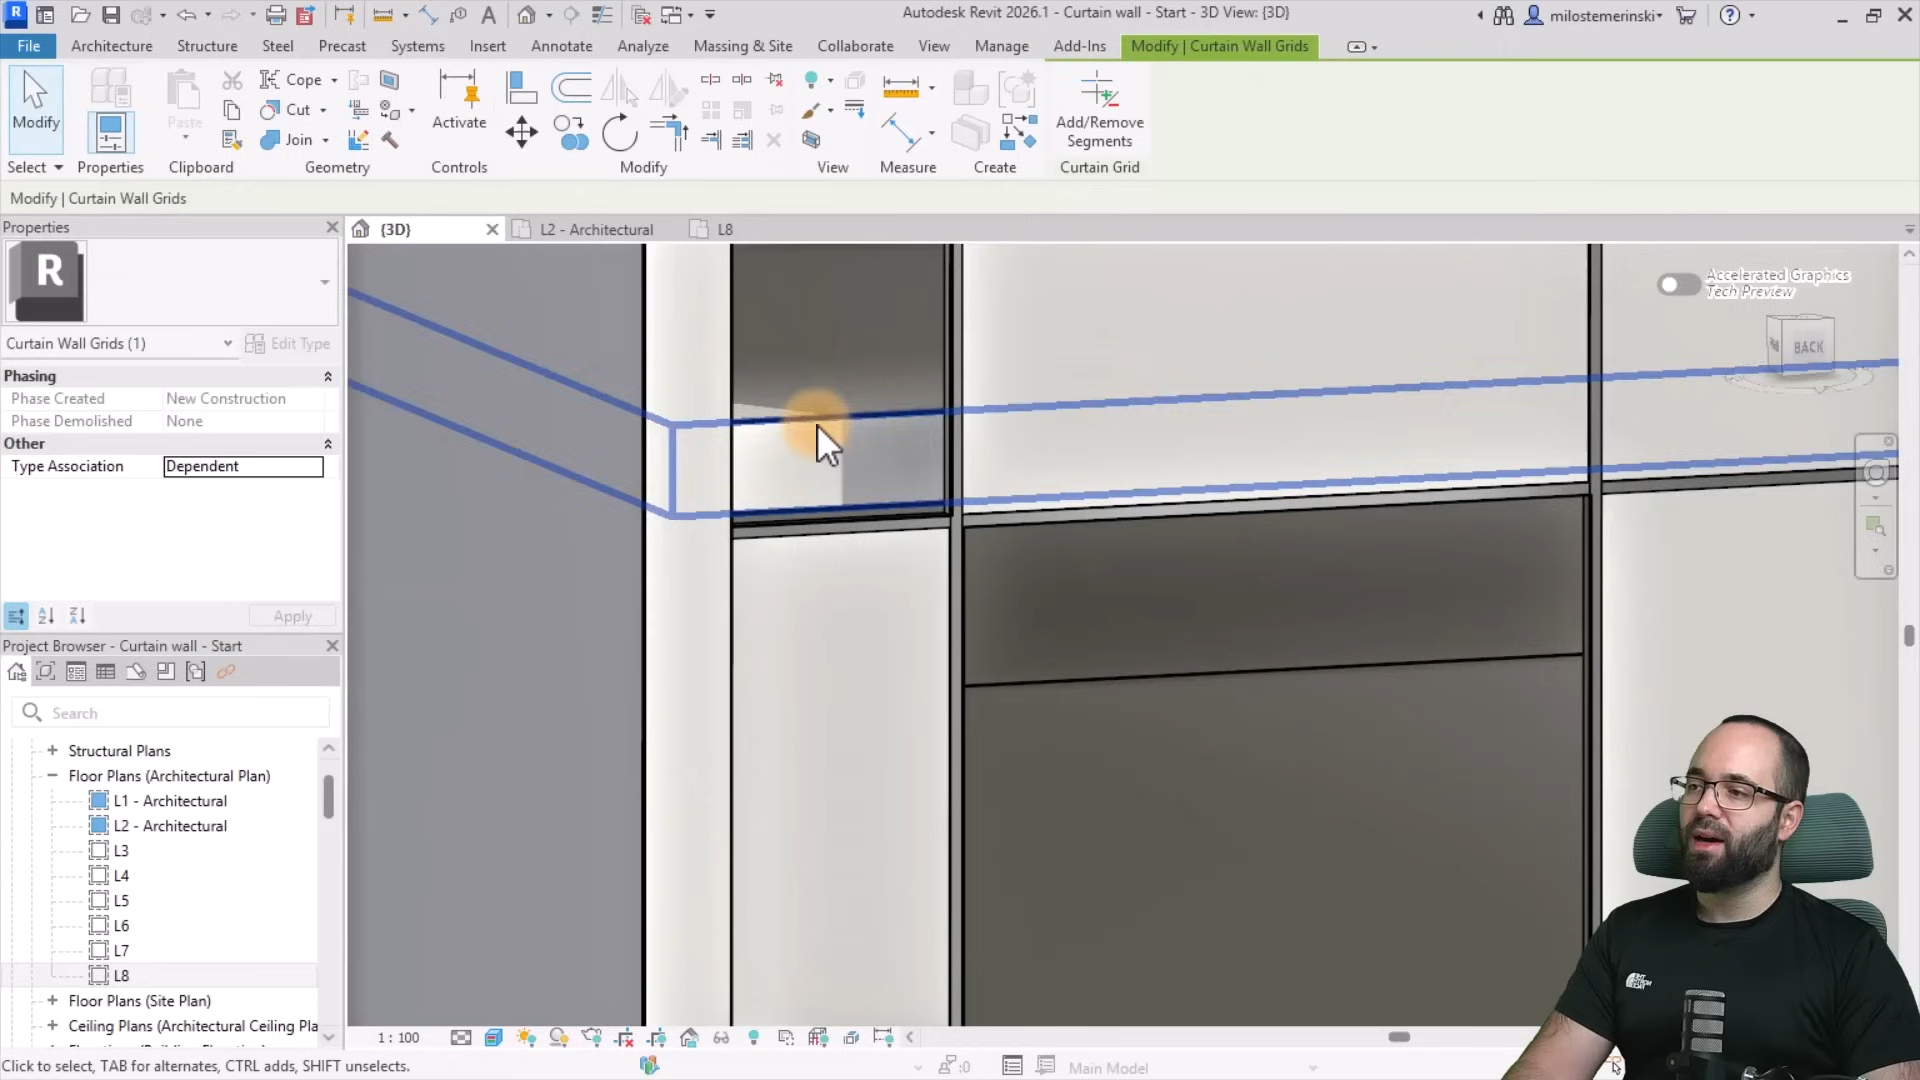 Autodesk Revit 2026.1 - Curtain wall - Start - 3D View: {3D}
milostemerinski
File
Architecture
Structure
Steel
Precast
Systems
Insert
Annotate
Analyze
Massing & Site
Collaborate
View
Manage
Add-Ins
Modify | Curtain Wall Grids
Modify
Paste
Cope
Cut
Join
Activate
Add/Remove
Segments
Select
Properties
Clipboard
Geometry
Controls
Modify
View
Measure
Create
Curtain Grid
Modify | Curtain Wall Grids
Properties
{3D}
L2 - Architectural
L8
R
Curtain Wall Grids (1)
Edit Type
Phasing
Phase Created
New Construction
Phase Demolished
None
Other
Type Association
Dependent
Apply
Accelerated Graphics
Tech Preview
BACK
Project Browser - Curtain wall - Start
Search
Structural Plans
Floor Plans (Architectural Plan)
L1 - Architectural
L2 - Architectural
L3
L4
L5
L6
L7
L8
Floor Plans (Site Plan)
Ceiling Plans (Architectural Ceiling Pla
1 : 100
Click to select, TAB for alternates, CTRL adds, SHIFT unselects.
:0
Main Model